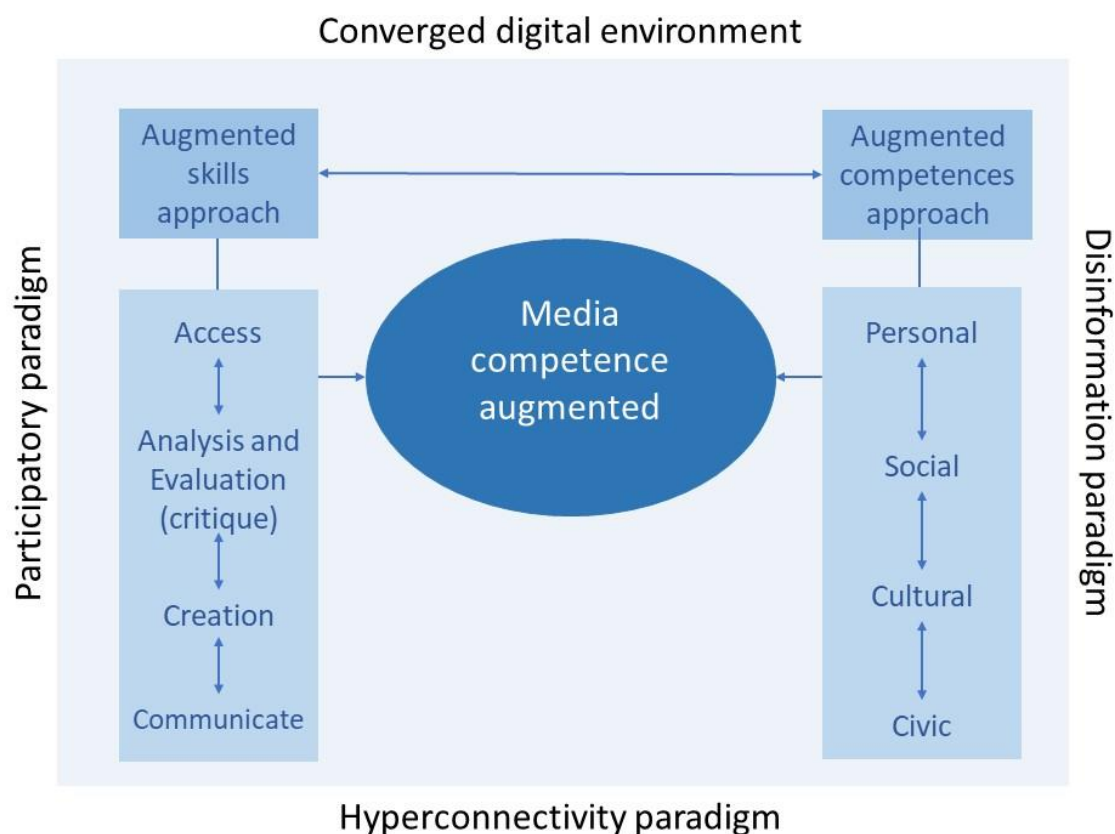 Converged digital environment
Augmented
skills
approach
Augmented
competences
approach
Participatory paradigm
Access
Analysis and
Evaluation
(critique)
Creation
Communicate
Media
competence
augmented
Personal
Social
Cultural
Civic
Disinformation paradigm
Hyperconnectivity paradigm